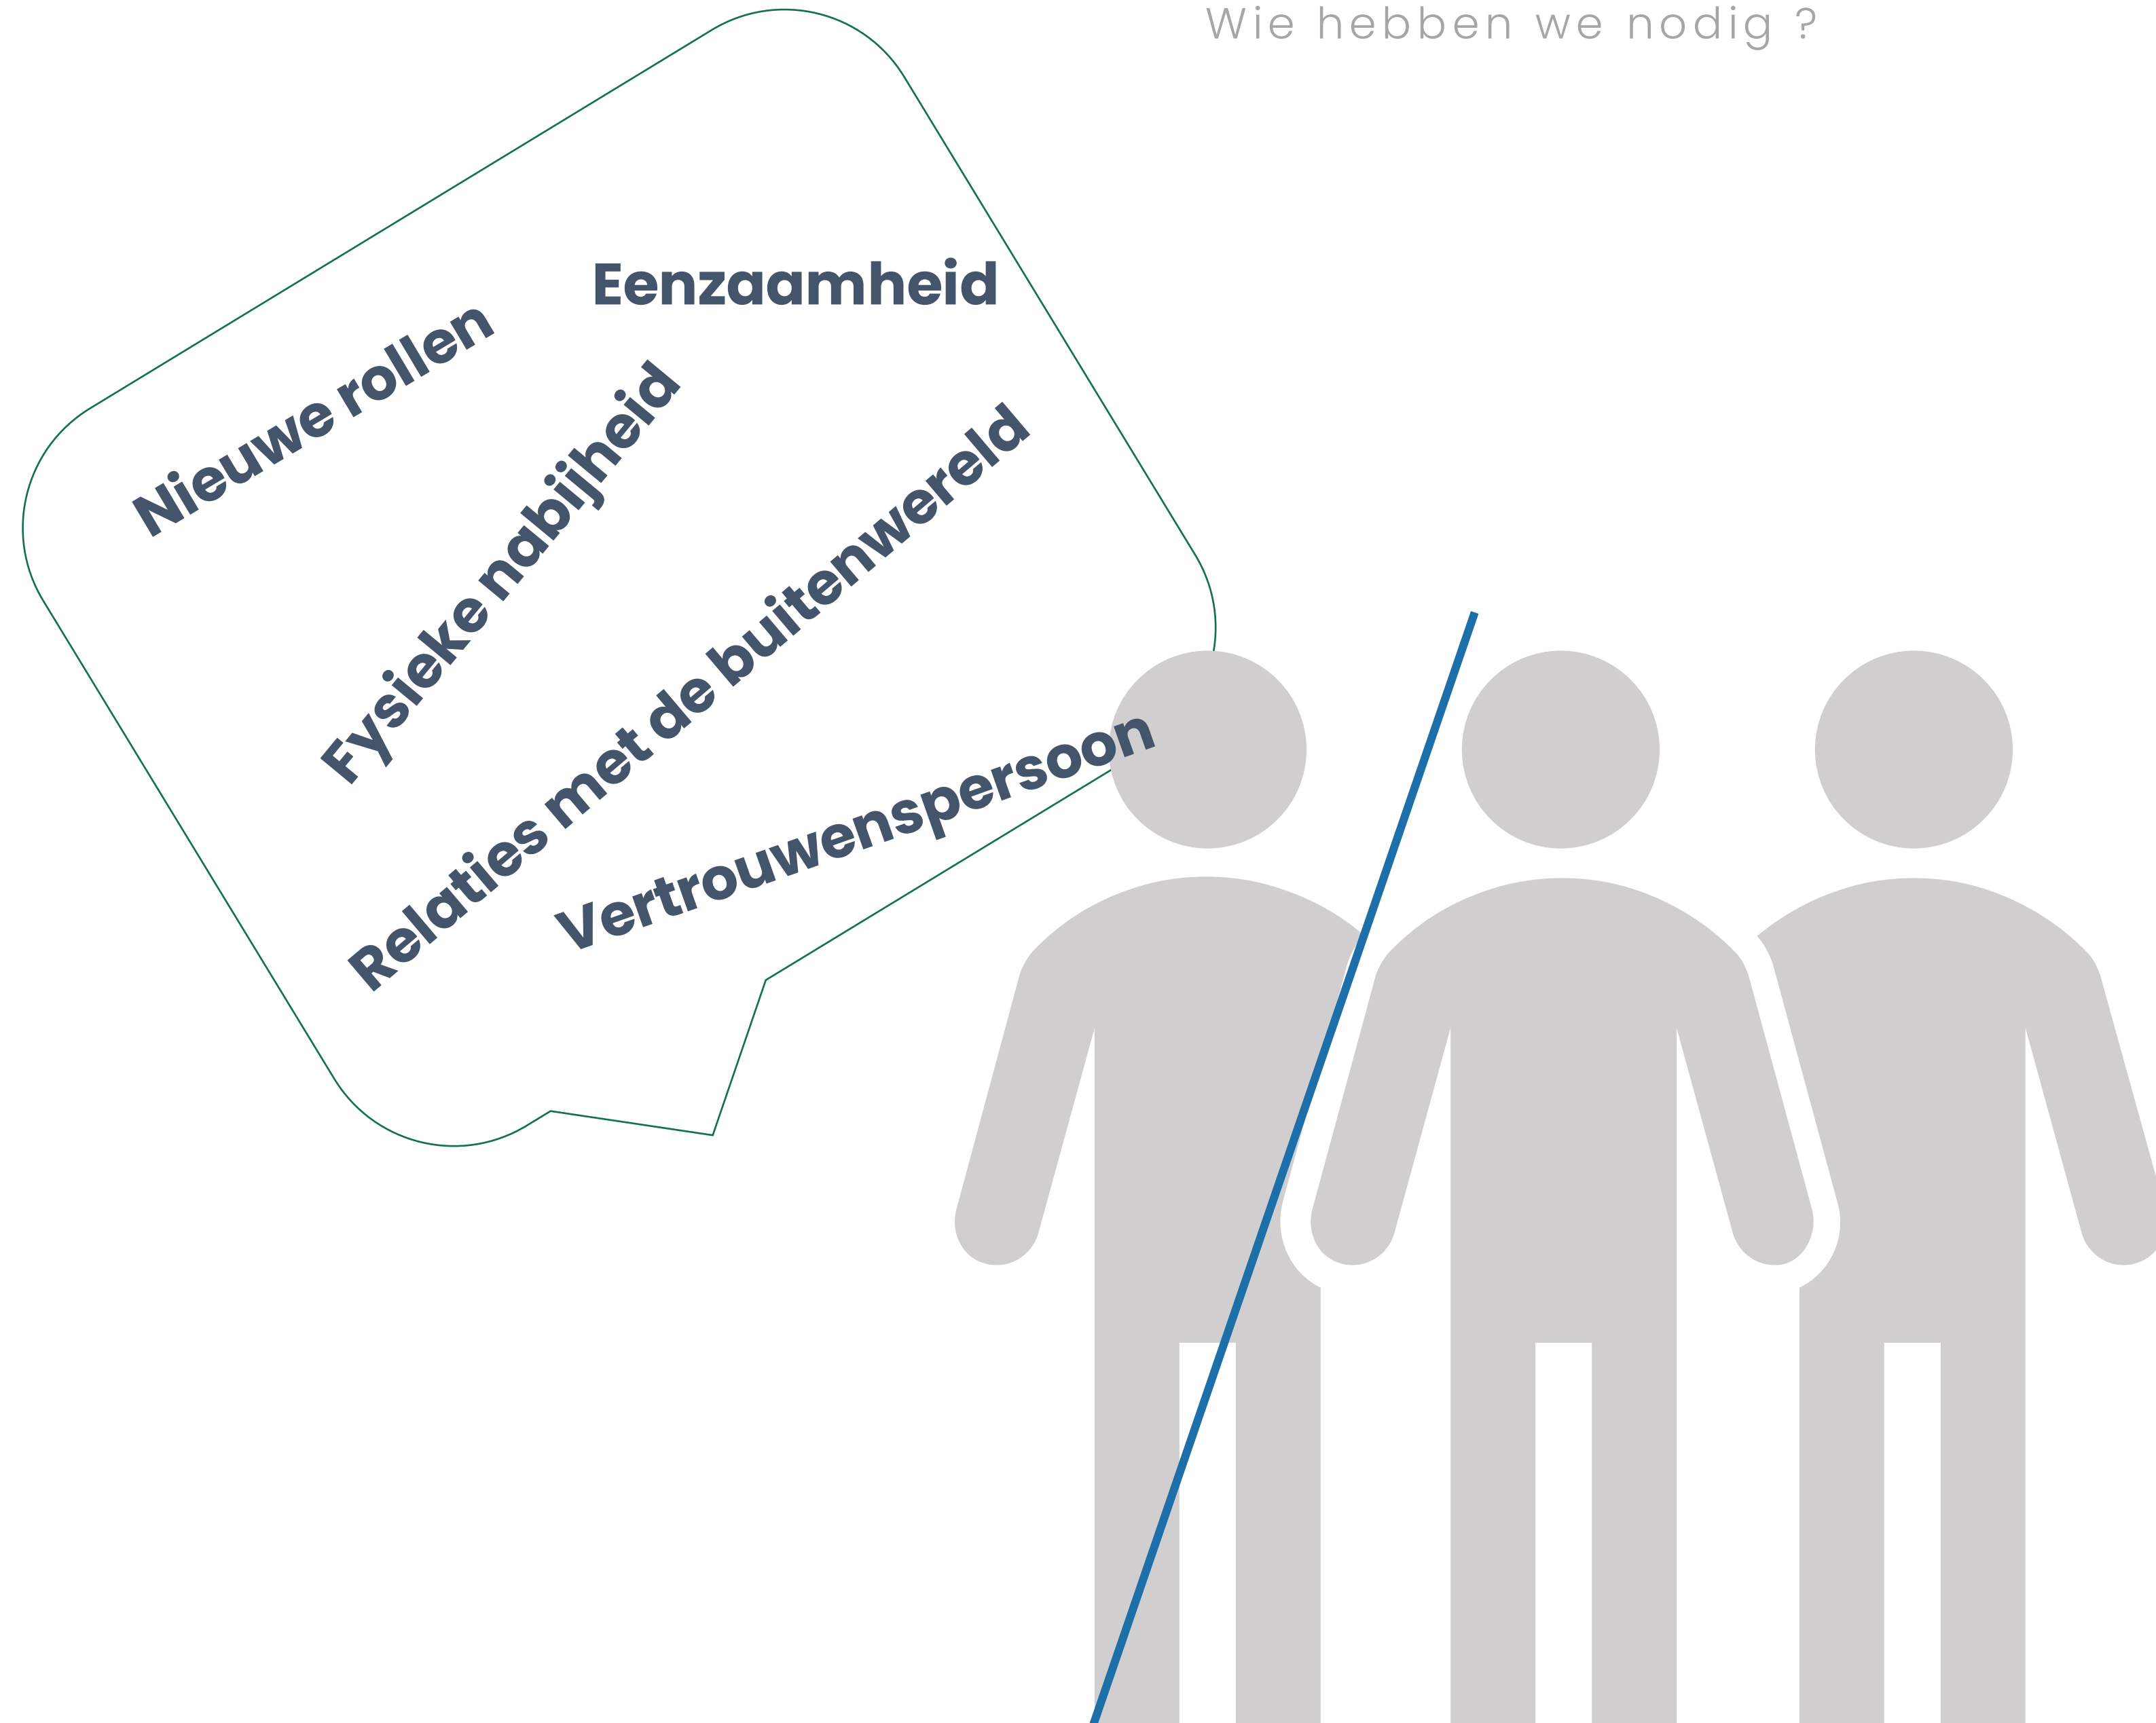 Wie hebben we nodig ?
Eenzaamheid
Nieuwe rollen
Fysieke nabijheid
Relaties met de buitenwereld
Vertrouwenspersoon